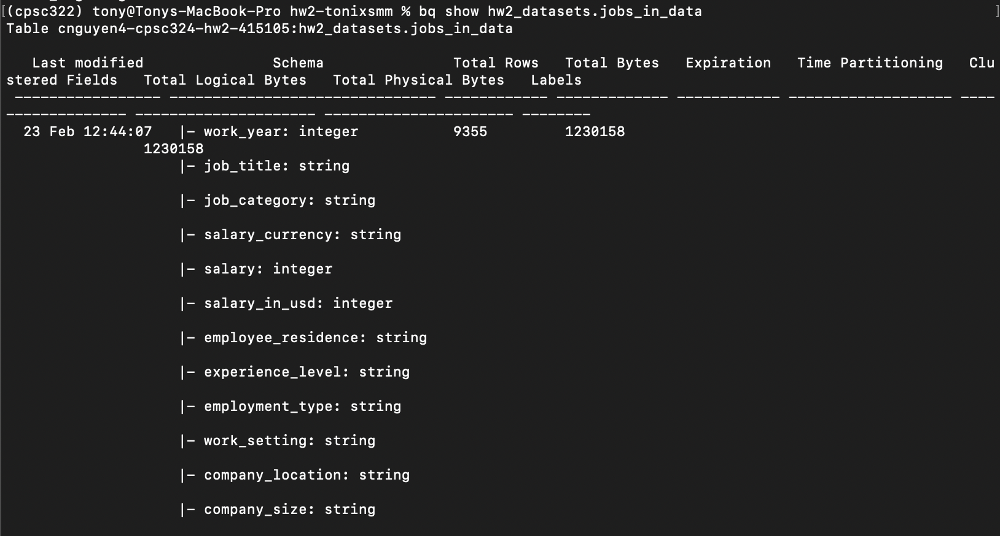 [(cpsc322) tony@Tonys-MacBook-Pro hw2-tonixsmm % bq show hw2_datasets.jobs_in_data ]
Table cnguyen4-cpsc324-hw2-415105:hw2_datasets.jobs_in_data
Last modified Schema Total Rows Total Bytes Expiration Time Partitioning Clu
stered Fields Total Logical Bytes Total Physical Bytes Labels
----------------- ------------------------------- ------------ ------------- ------------ ------------------- ----
-------------- --------------------- ---------------------- --------
23 Feb 12:44:07 |- work_year: integer 9355 1230158
1230158
|- job_title: string
|- job_category: string
|- salary_currency: string
|- salary: integer
|- salary_in_usd: integer
|- employee_residence: string
|- experience_level: string
|- employment_type: string
|- work_setting: string
|- company_location: string
|- company_size: string